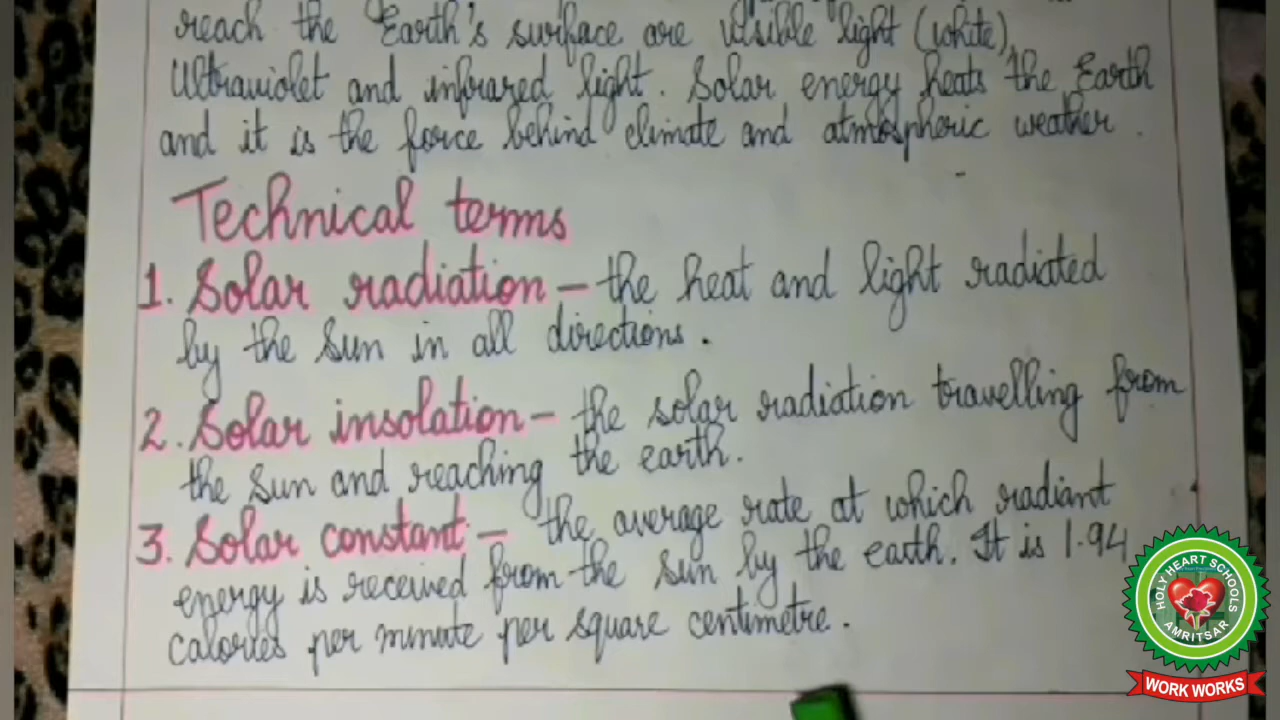 reach the Earth's surface are visible light (white),
Ultraviolet and infrared light. Solar energy heats the Earth
and it is the force behind climate and atmospheric weather.
Technical terms
1. Solar radiation – the heat and light radiated
by the Sun in all directions.
2. Solar insolation – the solar radiation travelling from
the Sun and reaching the earth.
3. Solar constant – the average rate at which radiant
energy is received from the Sun by the earth. It is 1.94
calories per minute per square centimetre.
HOLY HEART SCHOOLS
AMRITSAR
WORK WORKS